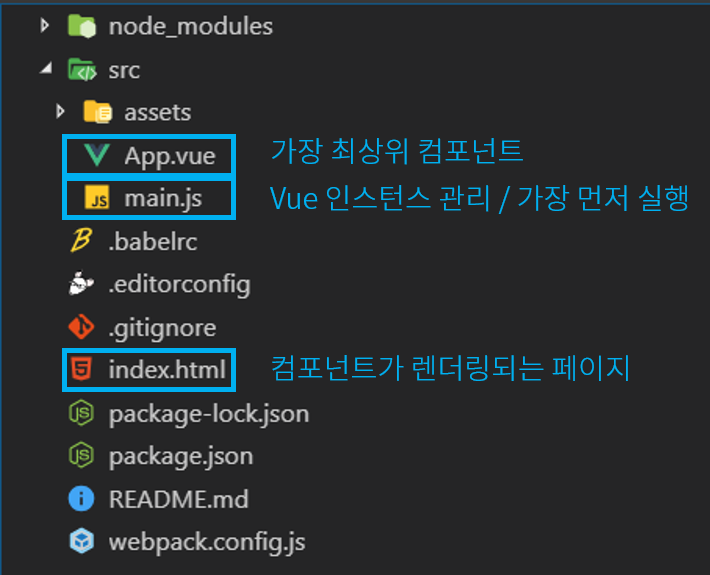 node_modules
src
assets
App.vue 가장 최상위 컴포넌트
JS main.js Vue 인스턴스 관리 / 가장 먼저 실행
.babelrc
.editorconfig
.gitignore
index.html 컴포넌트가 렌더링되는 페이지
package-lock.json
package.json
README.md
webpack.config.js